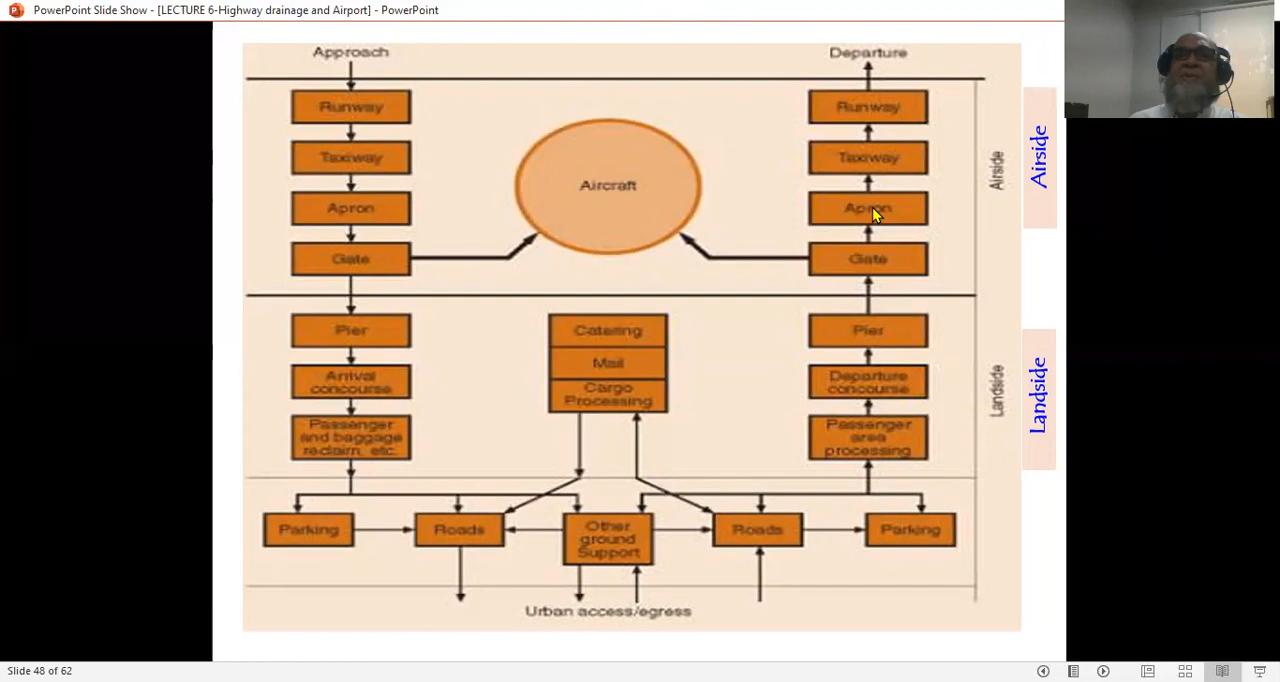 PowerPoint Slide Show - [LECTURE 6-Highway drainage and Airport] - PowerPoint
Approach
Departure
Runway
Runway
Taxiway
Aircraft
Taxiway
Apron
Apron
Gate
Gate
Airside
Airside
Pier
Catering
Pier
Mail
Arrival
concourse
Cargo
Processing
Departure
concourse
Passenger
and baggage
reclaim, etc.
Passenger
area
processing
Landside
Landside
Parking
Roads
Other
ground
Support
Roads
Parking
Urban access/egress
Slide 48 of 62